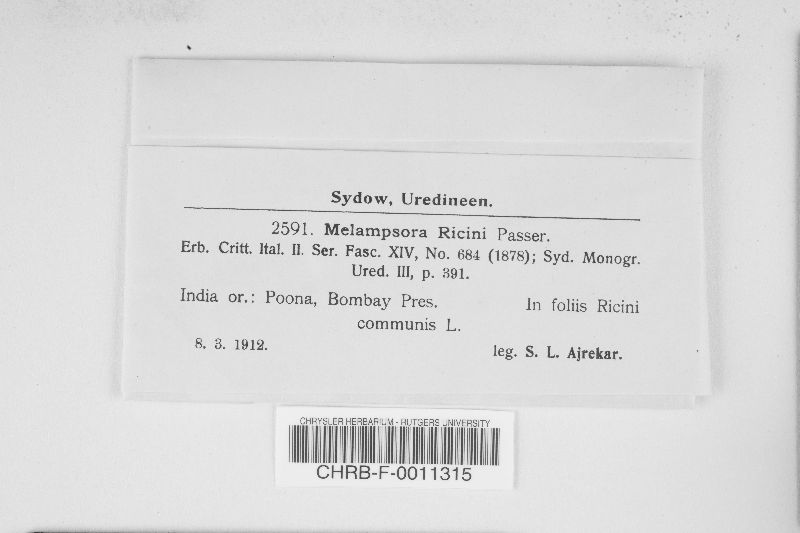 Sydow, Uredineen.
2591. Melampsora Ricini Passer.
Erb. Critt. Ital. II. Ser. Fasc. XIV, No. 684 (1878); Syd. Monogr.
Ured. III, p. 391.
India or.: Poona, Bombay Pres. In foliis Ricini
communis L.
8. 3. 1912. leg. S. L. Ajrekar.
CHRYSLER HERBARIUM - RUTGERS UNIVERSITY
CHRB-F-0011315